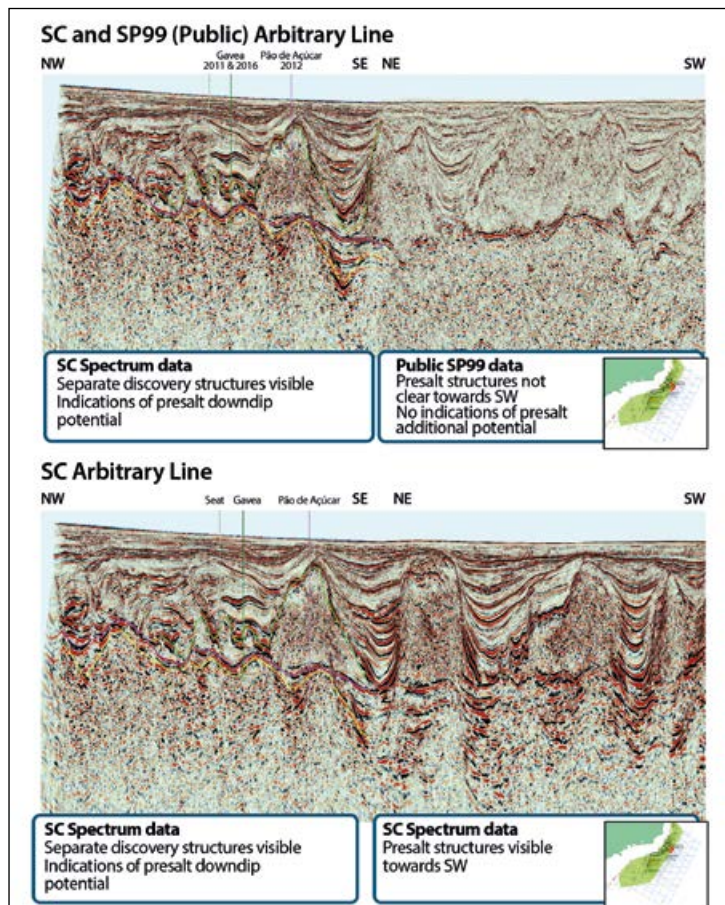 SC and SP99 (Public) Arbitrary Line
Gavea
NW 2011 & 2016 Pão de Açúcar 2012 SE NE SW
SC Spectrum data
Separate discovery structures visible
Indications of presalt downdip
potential
Public SP99 data
Presalt structures not
clear towards SW
No indications of presalt
additional potential
SC Arbitrary Line
NW Seat Gavea Pão de Açúcar SE NE SW
SC Spectrum data
Separate discovery structures visible
Indications of presalt downdip
potential
SC Spectrum data
Presalt structures visible
towards SW